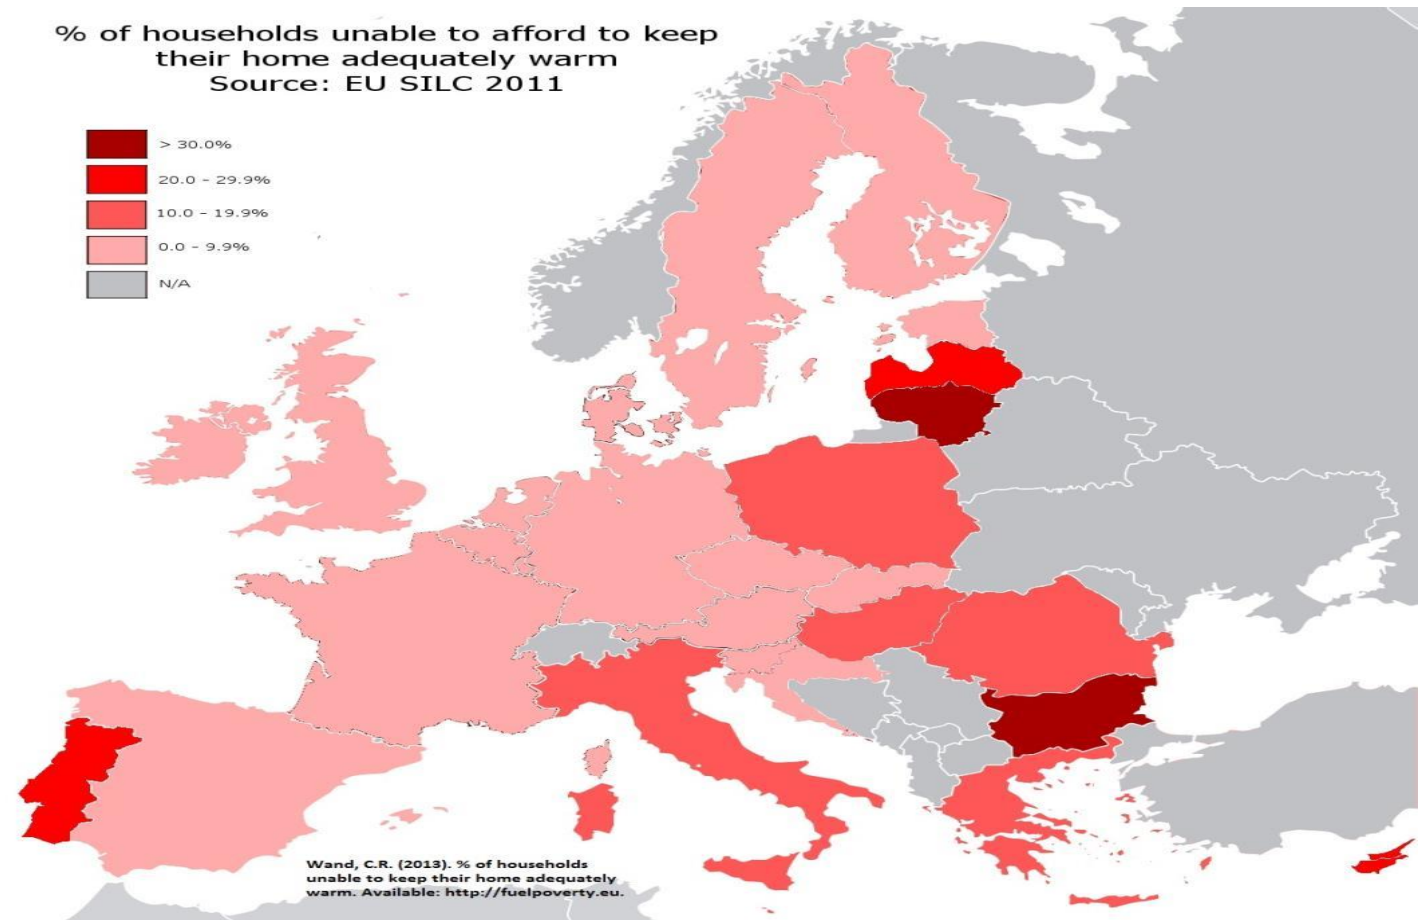 % of households unable to afford to keep
their home adequately warm
Source: EU SILC 2011
> 30.0%
20.0 - 29.9%
10.0 - 19.9%
0.0 - 9.9%
N/A
Wand, C.R. (2013). % of households
unable to keep their home adequately
warm. Available: http://fuelpoverty.eu.